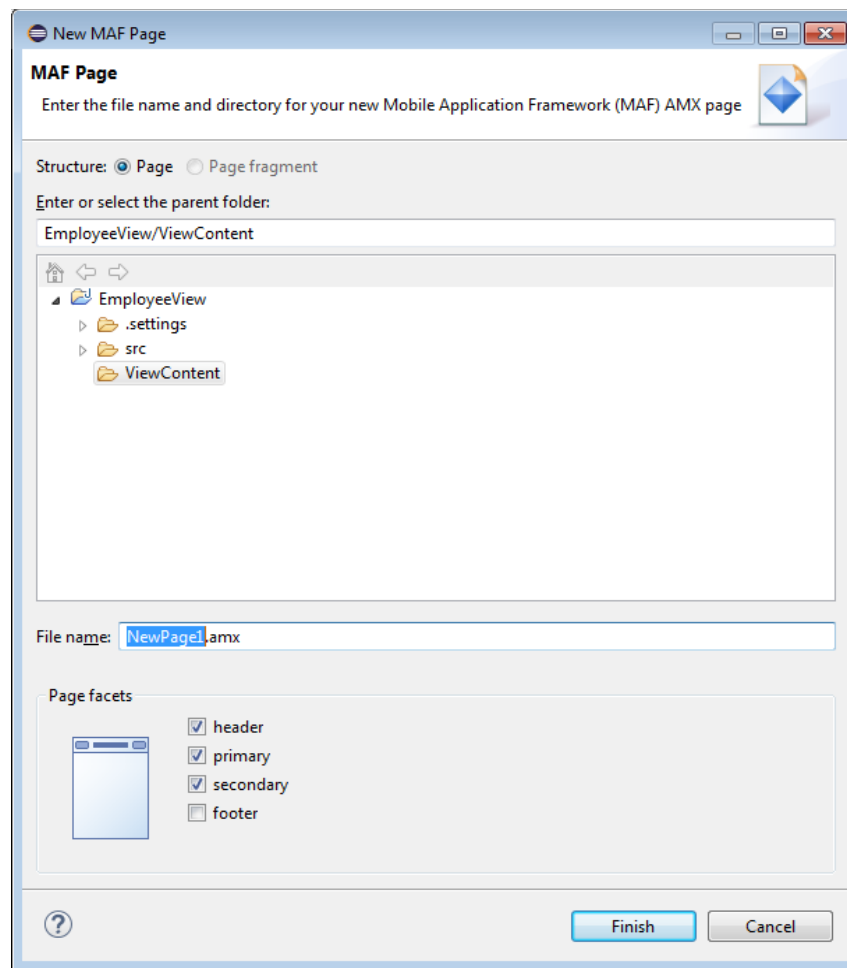 New MAF Page
MAF Page
Enter the file name and directory for your new Mobile Application Framework (MAF) AMX page
Structure: Page Page fragment
Enter or select the parent folder:
EmployeeView/ViewContent
EmployeeView
.settings
src
ViewContent
File name: NewPage1.amx
Page facets
header
primary
secondary
footer
? Finish Cancel